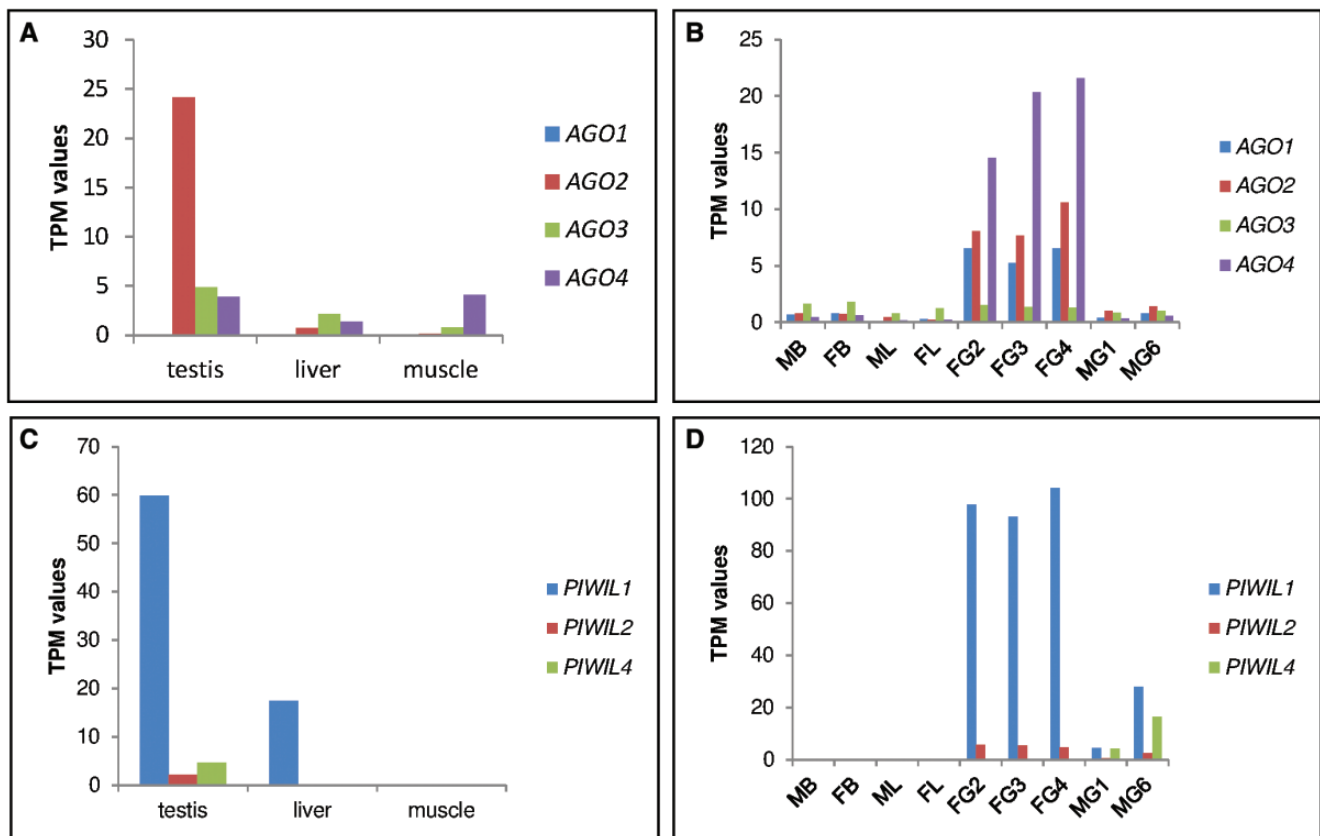 A
TPM values
30
25
20
15
10
5
0
testis liver muscle
AGO1
AGO2
AGO3
AGO4
B
TPM values
25
20
15
10
5
0
MB FB ML FL FG2 FG3 FG4 MG1 MG6
AGO1
AGO2
AGO3
AGO4
C
TPM values
70
60
50
40
30
20
10
0
testis liver muscle
PIWIL1
PIWIL2
PIWIL4
D
TPM values
120
100
80
60
40
20
0
MB FB ML FL FG2 FG3 FG4 MG1 MG6
PIWIL1
PIWIL2
PIWIL4